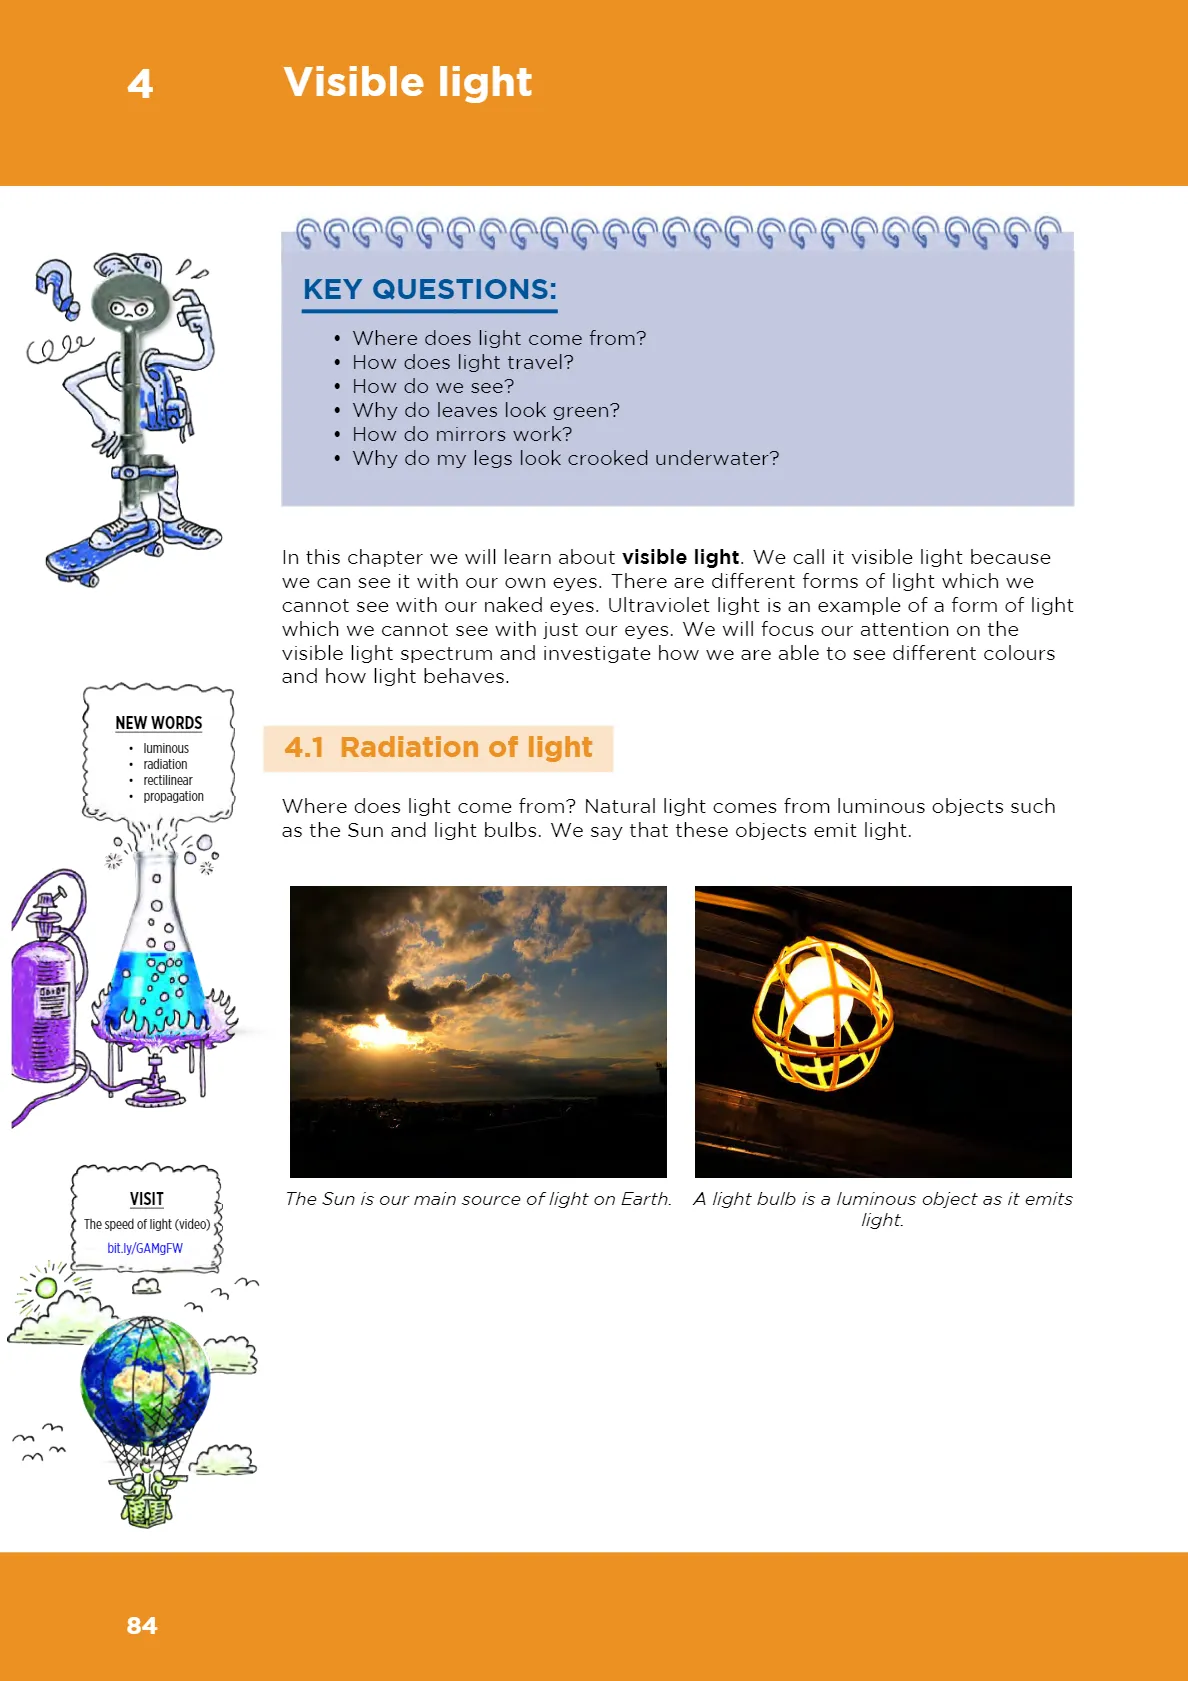 4 Visible light
KEY QUESTIONS:
• Where does light come from?
• How does light travel?
• How do we see?
• Why do leaves look green?
• How do mirrors work?
• Why do my legs look crooked underwater?
In this chapter we will learn about visible light. We call it visible light because
we can see it with our own eyes. There are different forms of light which we
cannot see with our naked eyes. Ultraviolet light is an example of a form of light
which we cannot see with just our eyes. We will focus our attention on the
visible light spectrum and investigate how we are able to see different colours
and how light behaves.
NEW WORDS
• luminous
• radiation
• rectilinear
• propagation
4.1 Radiation of light
Where does light come from? Natural light comes from luminous objects such
as the Sun and light bulbs. We say that these objects emit light.
The Sun is our main source of light on Earth.
A light bulb is a luminous object as it emits
light.
VISIT
The speed of light (video)
bit.ly/GAMgFW
84